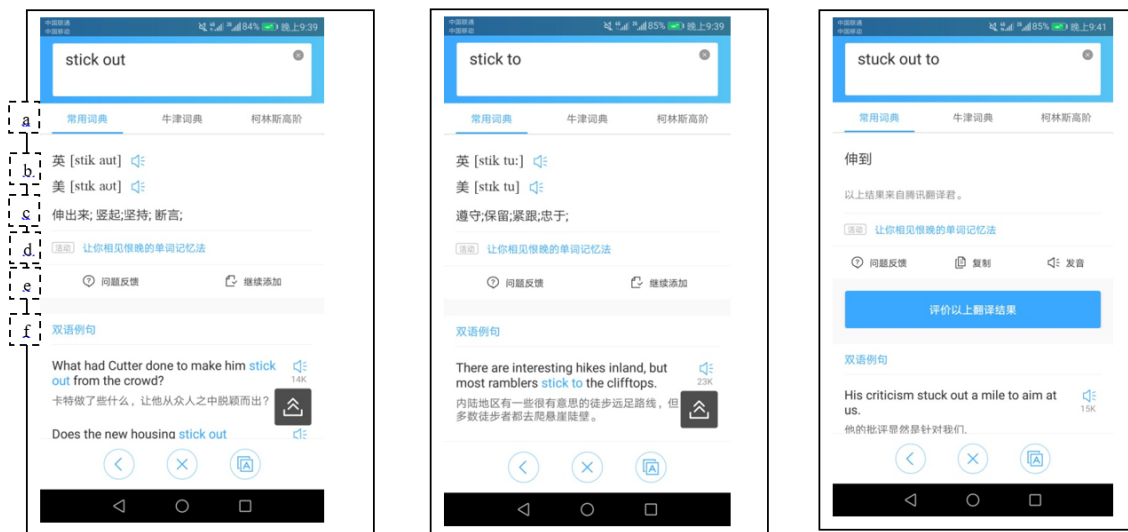 中国联通
中国移动
84% 晚上9:39
stick out
常用词典 牛津词典 柯林斯高阶
a
英 [stik aut]
b
美 [stɪk aʊt]
c
伸出来; 竖起;坚持; 断言;
d
活动 让你相见恨晚的单词记忆法
e
问题反馈 继续添加
f
双语例句
What had Cutter done to make him stick
out from the crowd?
14K
卡特做了些什么，让他从众人之中脱颖而出？
Does the new housing stick out
中国联通
中国移动
85% 晚上9:39
stick to
常用词典 牛津词典 柯林斯高阶
英 [stik tu:]
美 [stɪk tu]
遵守;保留;紧跟;忠于;
活动 让你相见恨晚的单词记忆法
问题反馈 继续添加
双语例句
There are interesting hikes inland, but
most ramblers stick to the clifftops.
23K
内陆地区有一些很有意思的徒步远足路线，但
多数徒步者都去爬悬崖陡壁。
中国联通
中国移动
85% 晚上9:41
stuck out to
常用词典 牛津词典 柯林斯高阶
伸到
以上结果来自腾讯翻译君。
活动 让你相见恨晚的单词记忆法
问题反馈 复制 发音
评价以上翻译结果
双语例句
His criticism stuck out a mile to aim at
us.
15K
他的批评显然是针对我们.